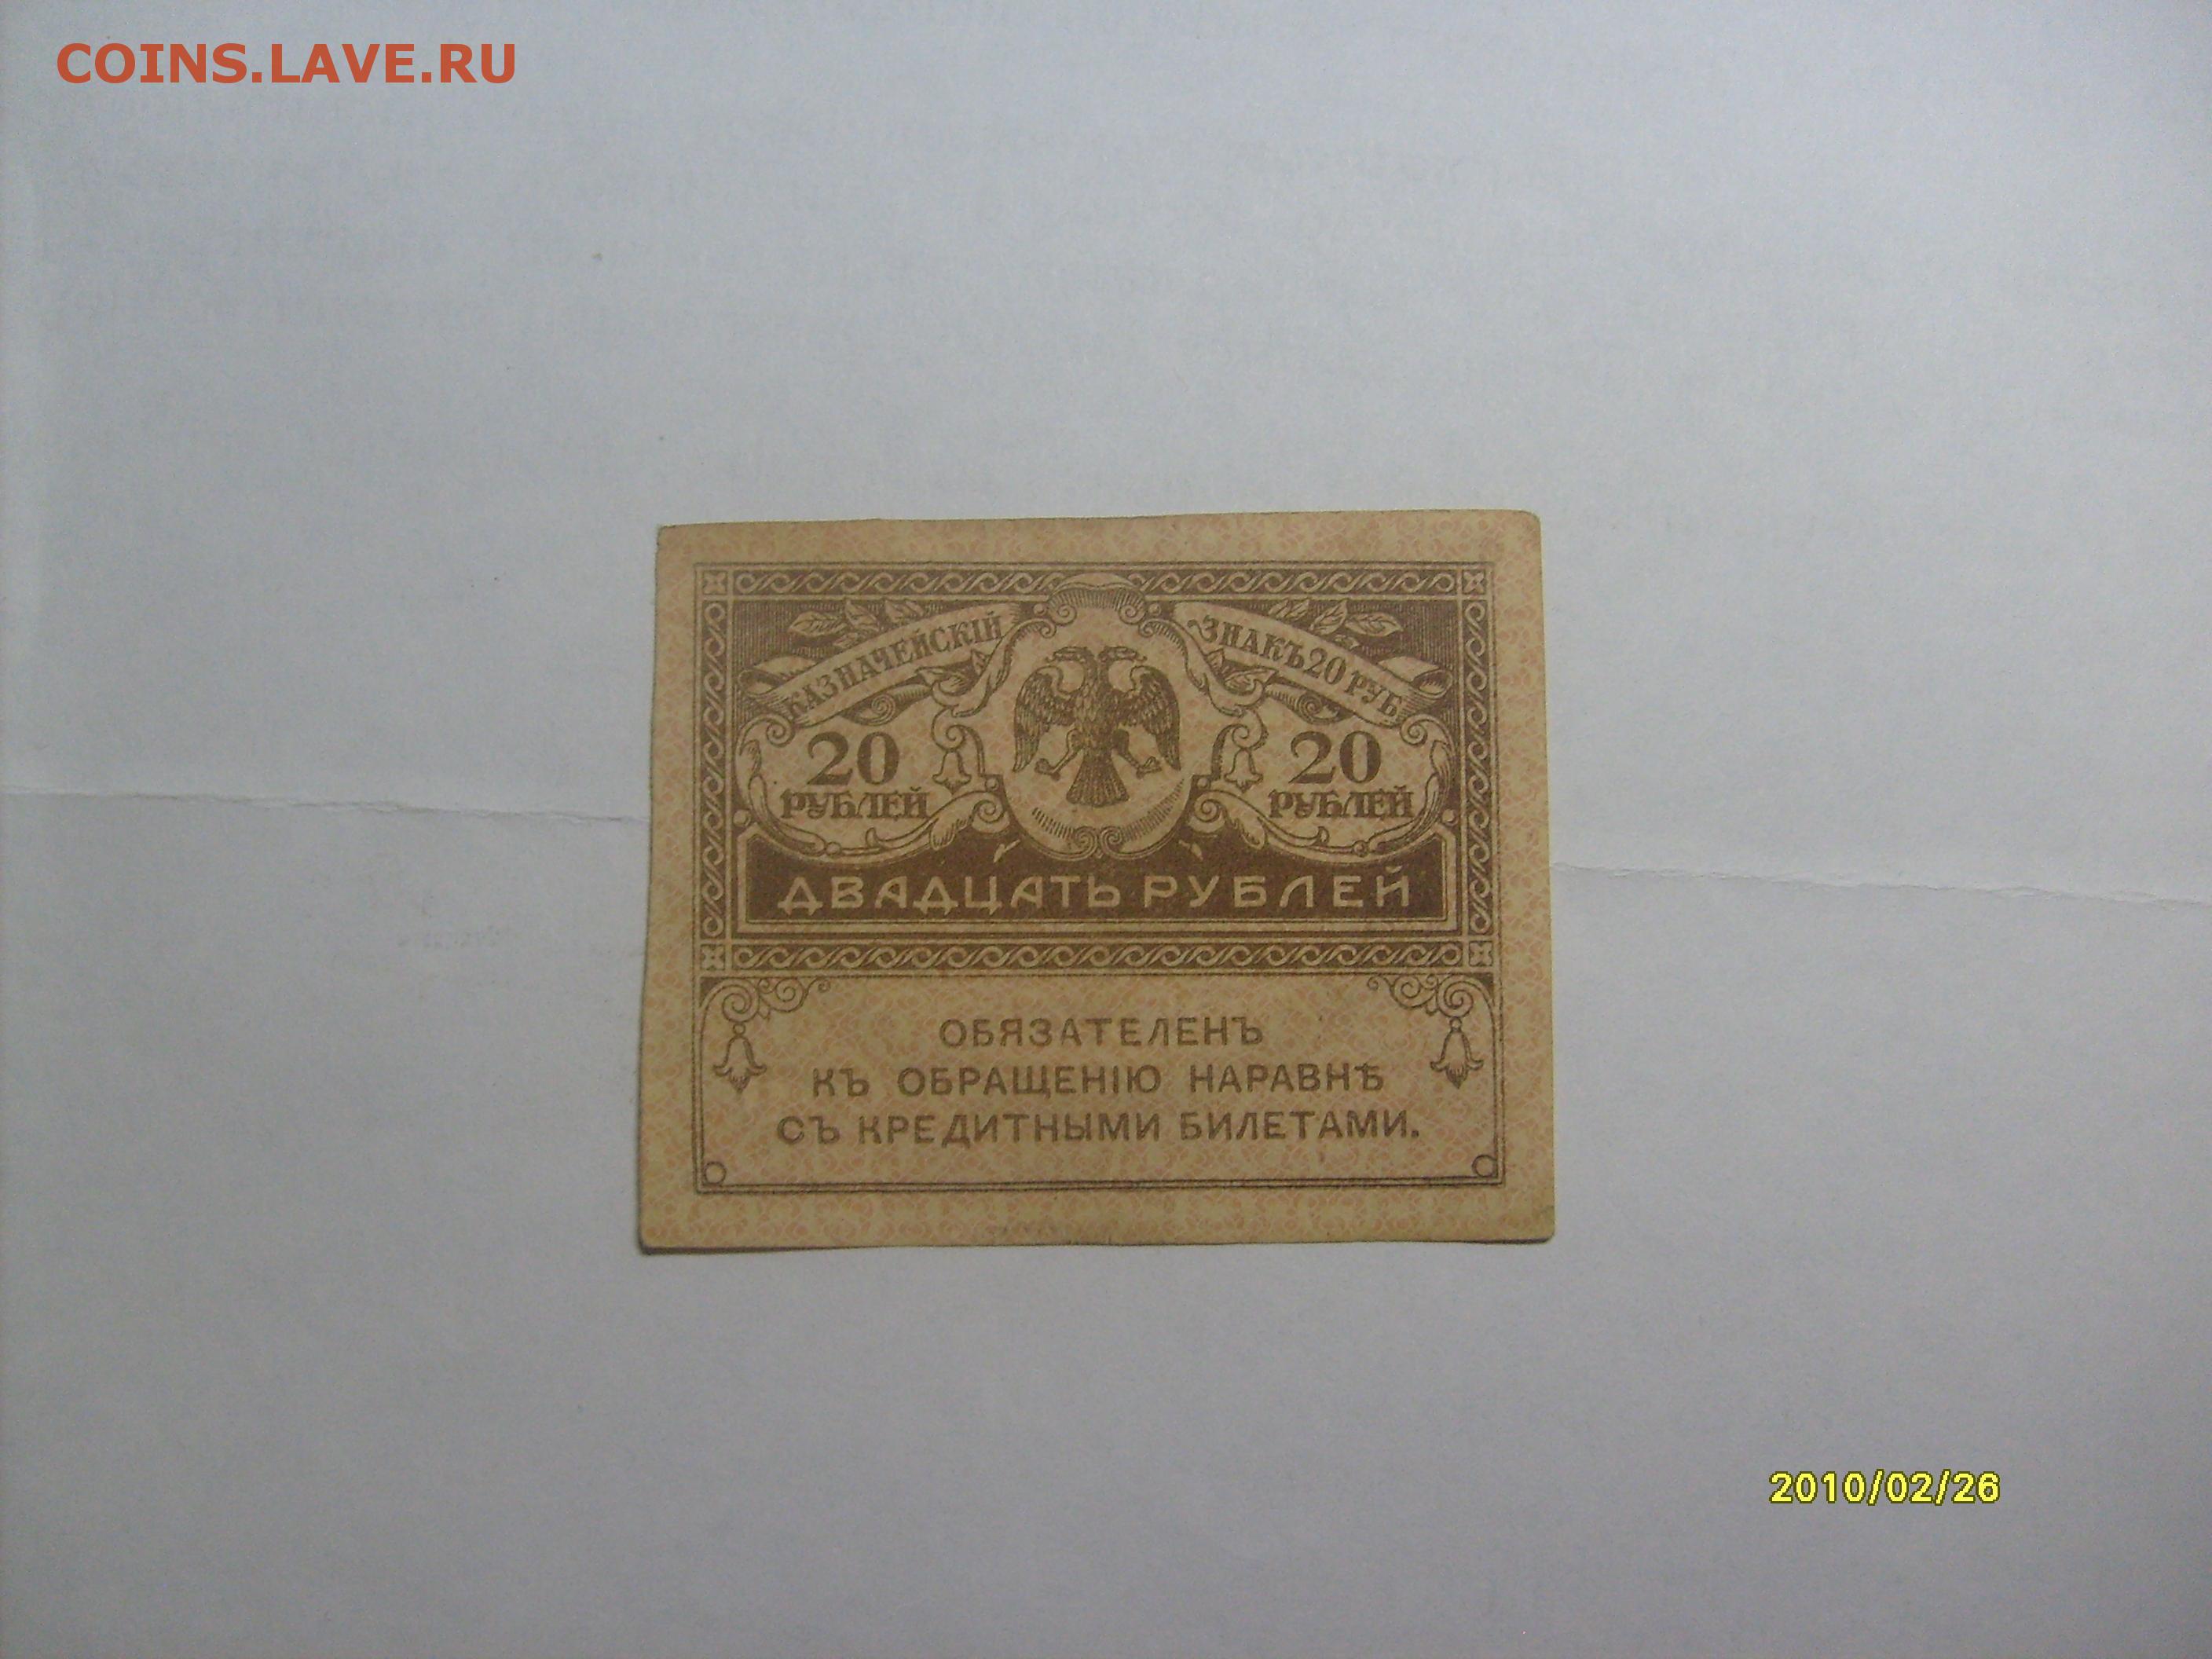 COINS.LAVE.RU
КАЗНАЧЕЙСКІЙ ЗНАКЪ 20 РУБ
20 20
РУБЛЕЙ РУБЛЕЙ
ДВАДЦАТЬ РУБЛЕЙ
ОБЯЗАТЕЛЕНЪ
КЪ ОБРАЩЕНІЮ НАРАВНѢ
СЪ КРЕДИТНЫМИ БИЛЕТАМИ.
2010/02/26